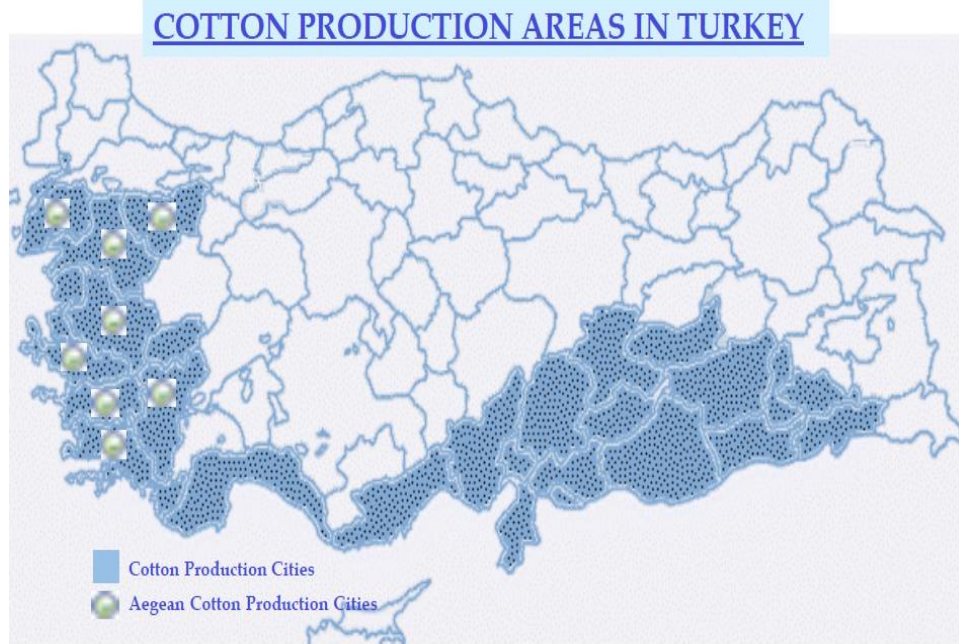 COTTON PRODUCTION AREAS IN TURKEY
Cotton Production Cities
Aegean Cotton Production Cities